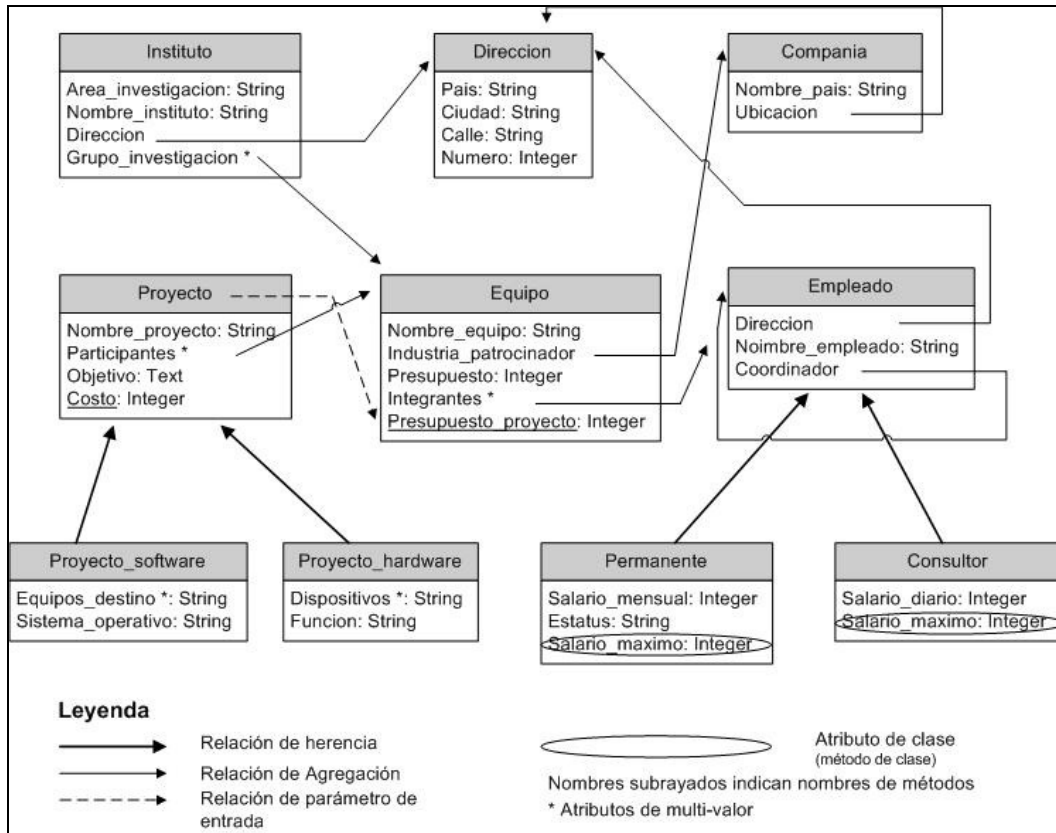 Instituto
Area_investigacion: String
Nombre_instituto: String
Direccion
Grupo_investigacion *
Direccion
Pais: String
Ciudad: String
Calle: String
Numero: Integer
Compania
Nombre_pais: String
Ubicacion
Proyecto
Nombre_proyecto: String
Participantes *
Objetivo: Text
Costo: Integer
Equipo
Nombre_equipo: String
Industria_patrocinador
Presupuesto: Integer
Integrantes *
Presupuesto_proyecto: Integer
Empleado
Direccion
Noimbre_empleado: String
Coordinador
Proyecto_software
Equipos_destino *: String
Sistema_operativo: String
Proyecto_hardware
Dispositivos *: String
Funcion: String
Permanente
Salario_mensual: Integer
Estatus: String
Salario_maximo: Integer
Consultor
Salario_diario: Integer
Salario_maximo: Integer
Leyenda
Relación de herencia
Relación de Agregación
Relación de parámetro de
entrada
Atributo de clase
(método de clase)
Nombres subrayados indican nombres de métodos
* Atributos de multi-valor